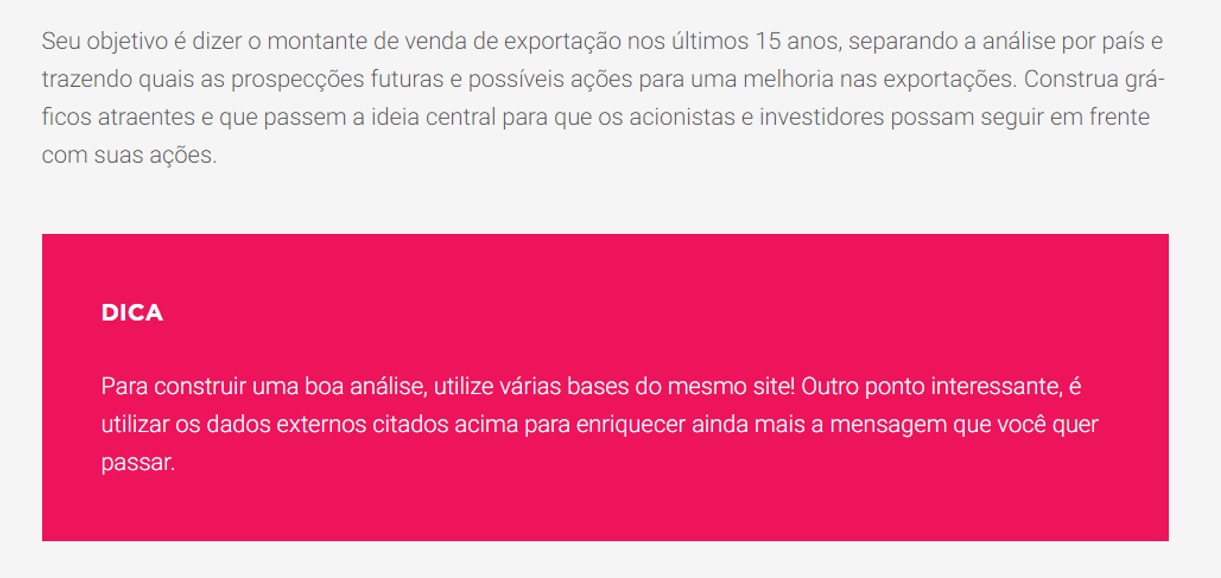 Seu objetivo é dizer o montante de venda de exportação nos últimos 15 anos, separando a análise por país e
trazendo quais as prospecções futuras e possíveis ações para uma melhoria nas exportações. Construa grá-
ficos atraentes e que passem a ideia central para que os acionistas e investidores possam seguir em frente
com suas ações.
DICA
Para construir uma boa análise, utilize várias bases do mesmo site! Outro ponto interessante, é
utilizar os dados externos citados acima para enriquecer ainda mais a mensagem que você quer
passar.